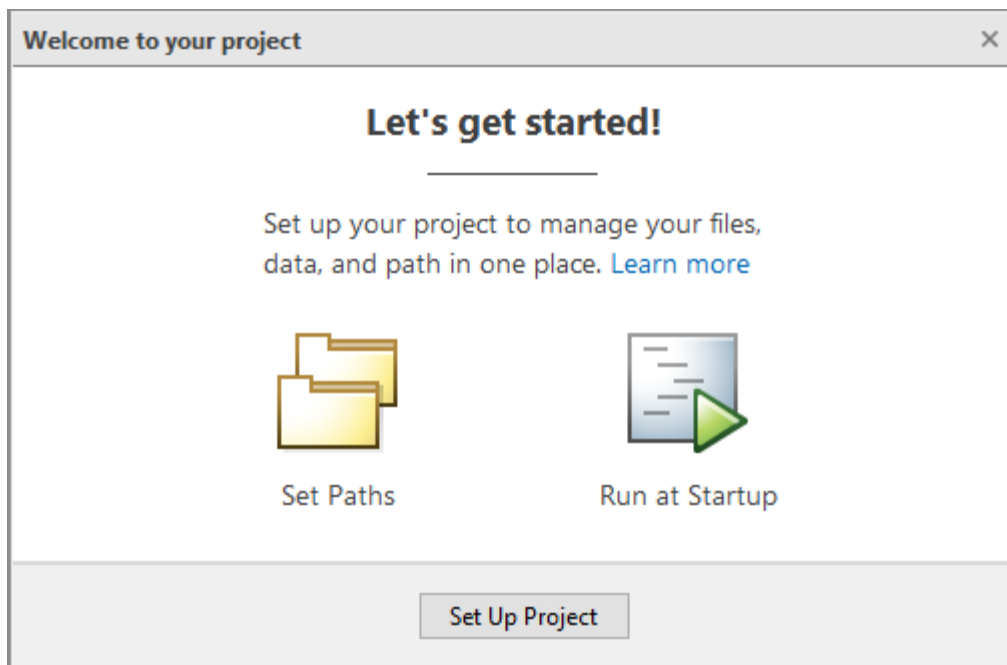 Welcome to your project
Let's get started!
Set up your project to manage your files,
data, and path in one place. Learn more
Set Paths
Run at Startup
Set Up Project